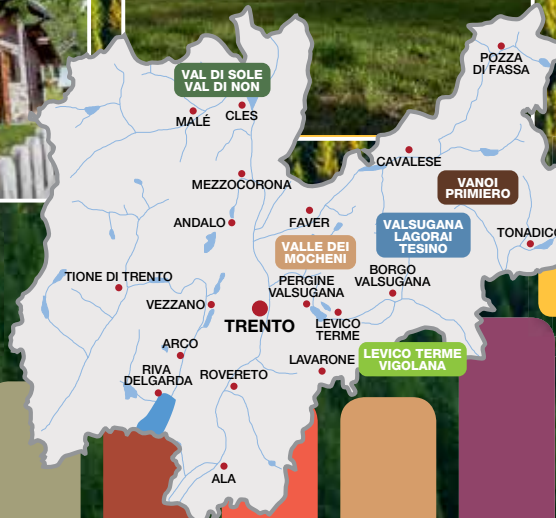 POZZA
DI FASSA
VAL DI SOLE
VAL DI NON
MALÉ
CLES
CAVALESE
MEZZOCORONA
VANOI
PRIMIERO
ANDALO
FAVER
VALSUGANA
LAGORAI
TESINO
TONADICO
VALLE DEI
MOCHENI
TIONE DI TRENTO
PERGINE
VALSUGANA
BORGO
VALSUGANA
VEZZANO
TRENTO
LEVICO
TERME
ARCO
LAVARONE
LEVICO TERME
VIGOLANA
RIVA
DELGARDA
ROVERETO
ALA